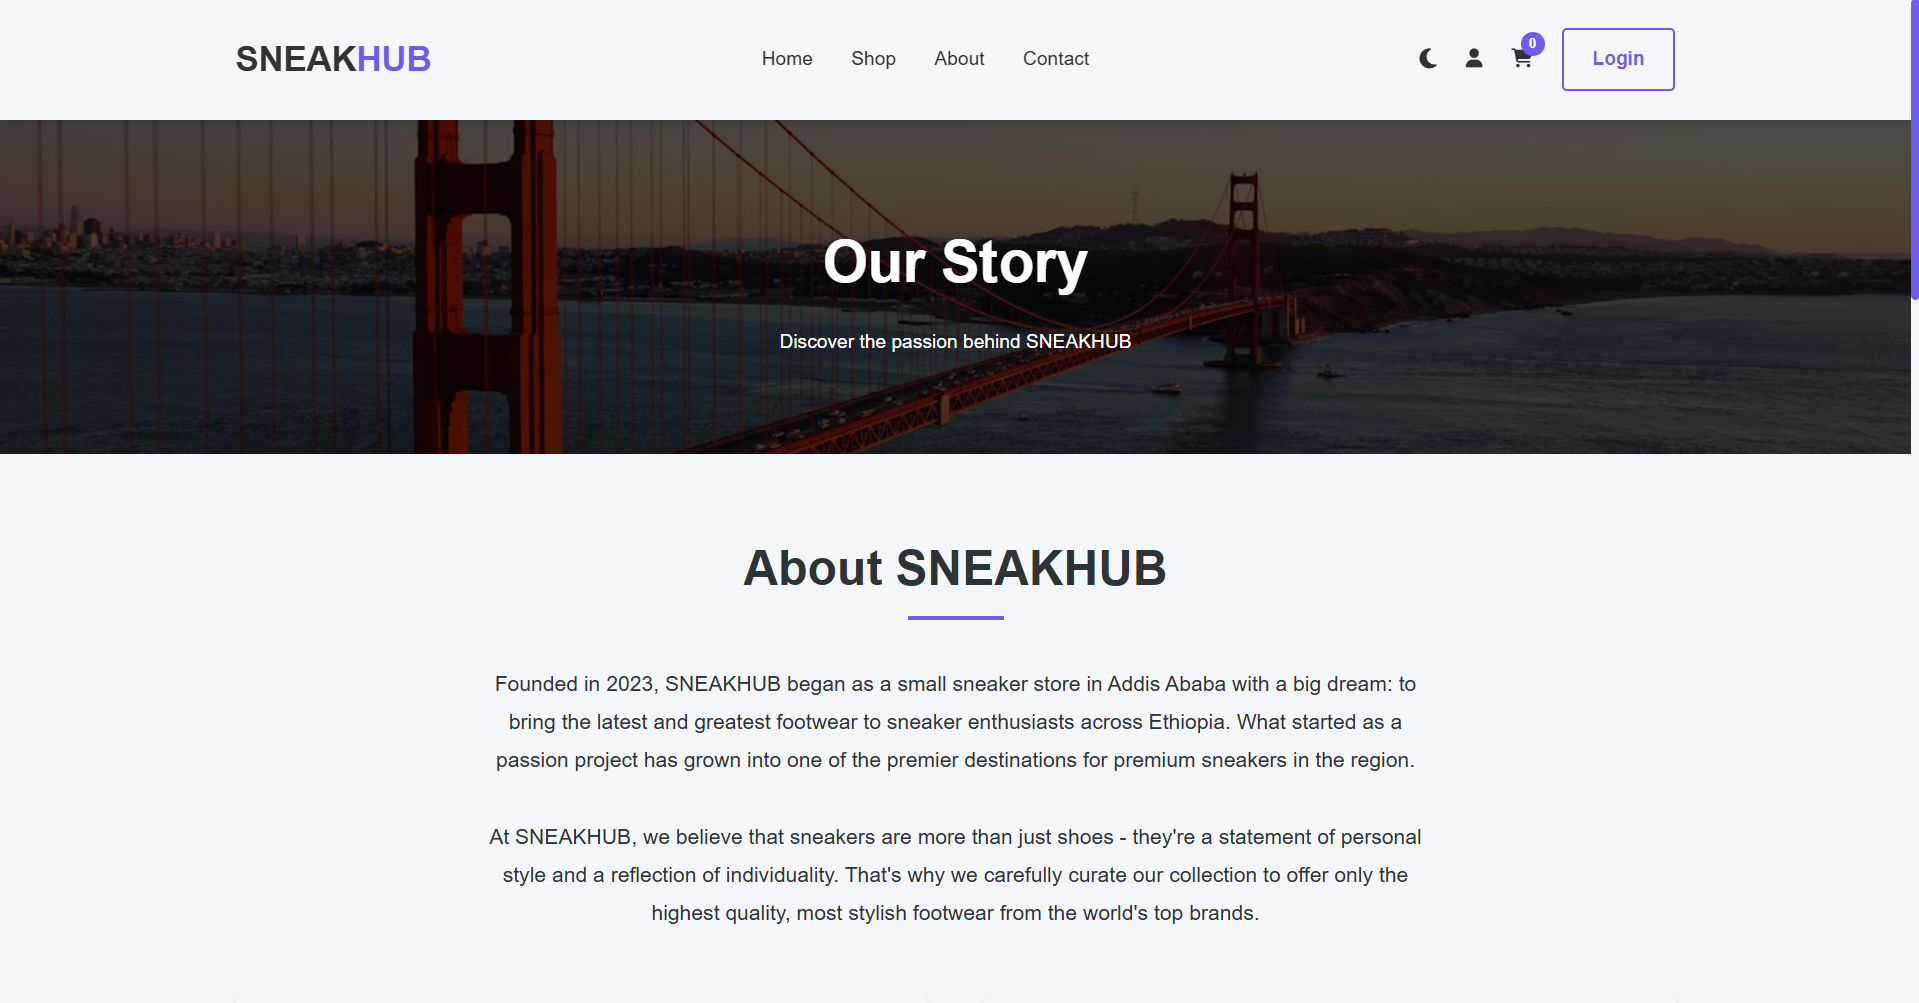 SNEAKHUB
Home Shop About Contact
0
Login
Our Story
Discover the passion behind SNEAKHUB
About SNEAKHUB
Founded in 2023, SNEAKHUB began as a small sneaker store in Addis Ababa with a big dream: to
bring the latest and greatest footwear to sneaker enthusiasts across Ethiopia. What started as a
passion project has grown into one of the premier destinations for premium sneakers in the region.
At SNEAKHUB, we believe that sneakers are more than just shoes - they're a statement of personal
style and a reflection of individuality. That's why we carefully curate our collection to offer only the
highest quality, most stylish footwear from the world's top brands.